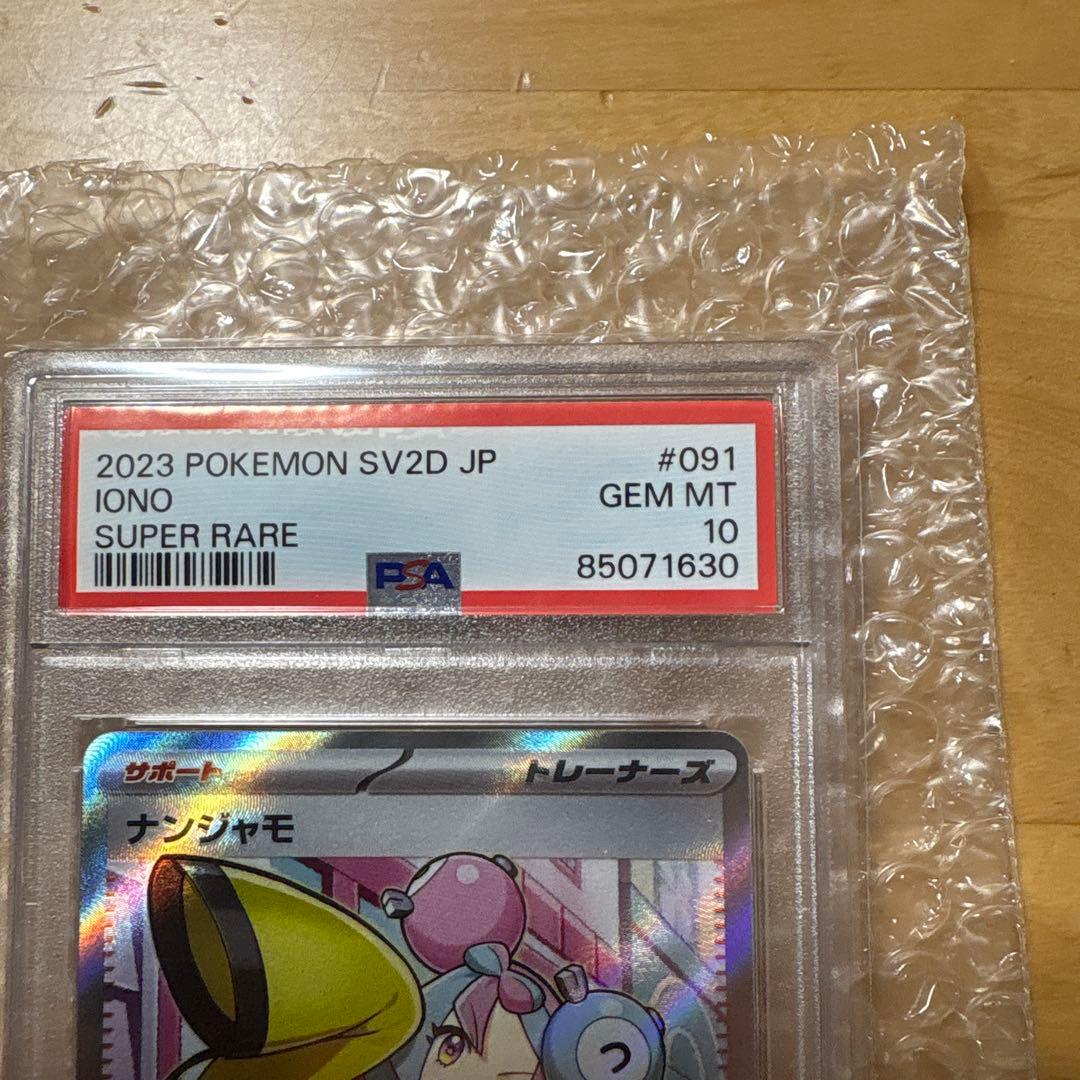 2023 POKEMON SV2D JP #091
IONO GEM MT
SUPER RARE 10
85071630
PSA
サポート トレーナーズ
ナンジャモ
つ